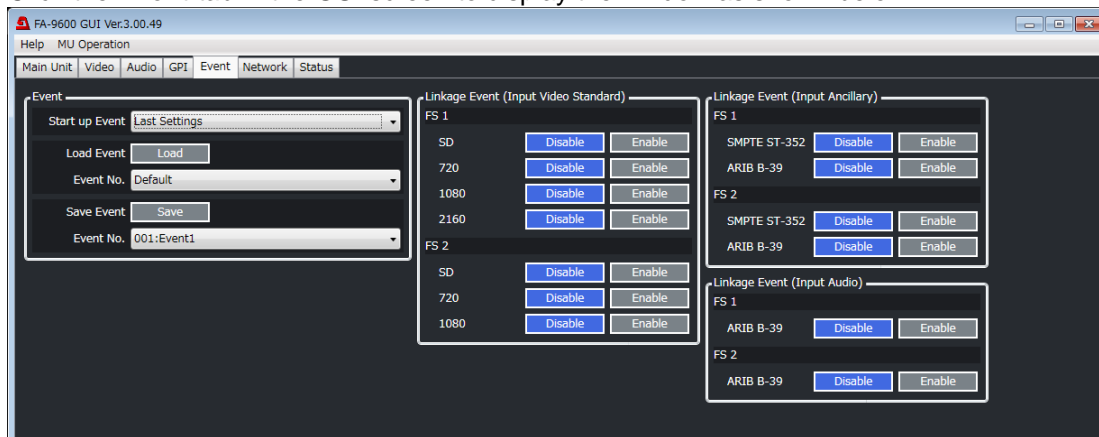 FA-9600 GUI Ver.3.00.49
Help MU Operation
Main Unit Video Audio GPI Event Network Status
Event
Start up Event Last Settings
Load Event Load
Event No. Default
Save Event Save
Event No. 001:Event1
Linkage Event (Input Video Standard)
FS 1
SD Disable Enable
720 Disable Enable
1080 Disable Enable
2160 Disable Enable
FS 2
SD Disable Enable
720 Disable Enable
1080 Disable Enable
Linkage Event (Input Ancillary)
FS 1
SMPTE ST-352 Disable Enable
ARIB B-39 Disable Enable
FS 2
SMPTE ST-352 Disable Enable
ARIB B-39 Disable Enable
Linkage Event (Input Audio)
FS 1
ARIB B-39 Disable Enable
FS 2
ARIB B-39 Disable Enable